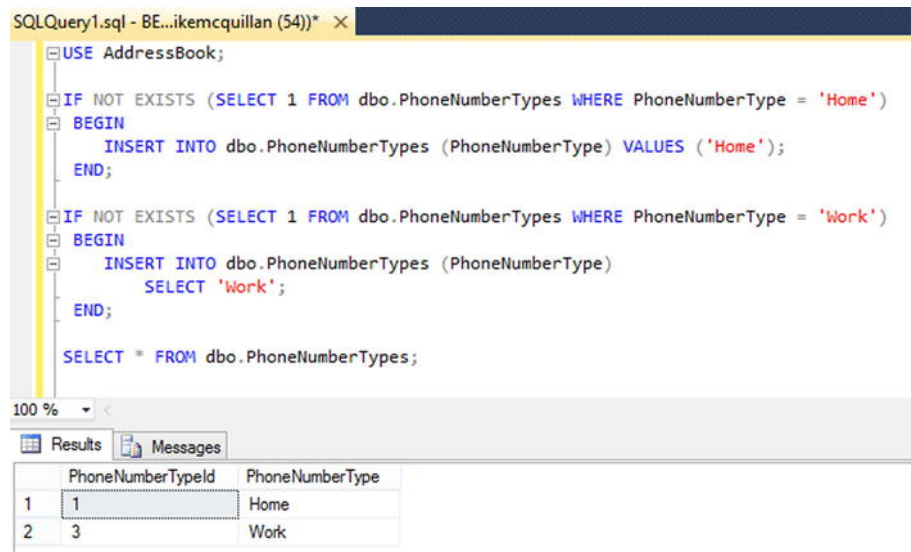 SQLQuery1.sql - BE...ikemcquillan (54))* ×
USE AddressBook;
IF NOT EXISTS (SELECT 1 FROM dbo.PhoneNumberTypes WHERE PhoneNumberType = 'Home')
BEGIN
INSERT INTO dbo.PhoneNumberTypes (PhoneNumberType) VALUES ('Home');
END;
IF NOT EXISTS (SELECT 1 FROM dbo.PhoneNumberTypes WHERE PhoneNumberType = 'Work')
BEGIN
INSERT INTO dbo.PhoneNumberTypes (PhoneNumberType)
SELECT 'Work';
END;
SELECT * FROM dbo.PhoneNumberTypes;
100 %
Results Messages
PhoneNumberTypeId PhoneNumberType
1 1 Home
2 3 Work